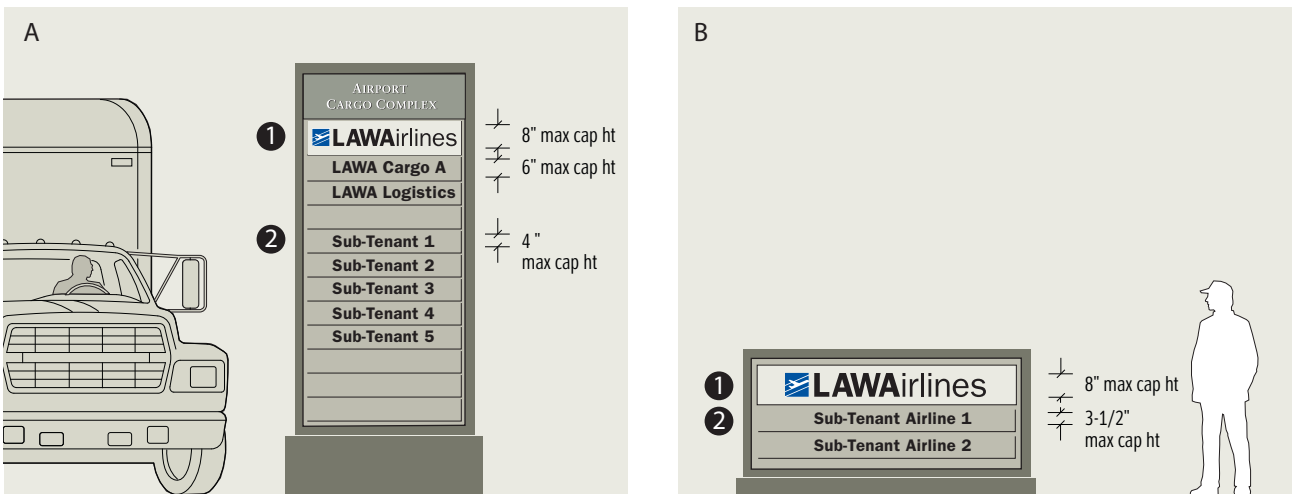 A
AIRPORT
CARGO COMPLEX
1
LAWAirlines
8" max cap ht
LAWA Cargo A
6" max cap ht
LAWA Logistics
2
Sub-Tenant 1
4 "
max cap ht
Sub-Tenant 2
Sub-Tenant 3
Sub-Tenant 4
Sub-Tenant 5
B
1
LAWAirlines
8" max cap ht
2
Sub-Tenant Airline 1
3-1/2"
max cap ht
Sub-Tenant Airline 2